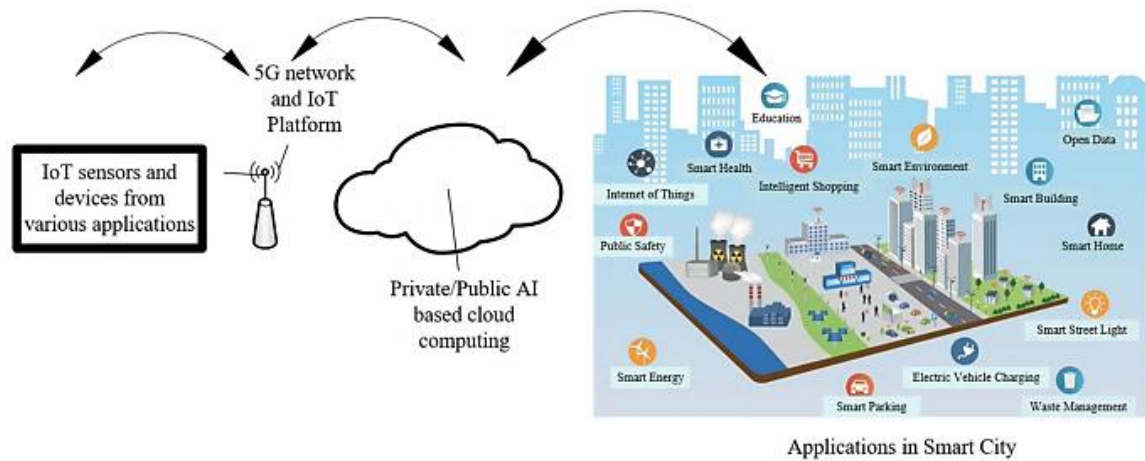 5G network
and IoT
Platform
IoT sensors and
devices from
various applications
Private/Public AI
based cloud
computing
Education
Open Data
Smart Health
Intelligent Shopping
Smart Environment
Internet of Things
Smart Building
Public Safety
Smart Home
Smart Street Light
Smart Energy
Electric Vehicle Charging
Smart Parking
Waste Management
Applications in Smart City